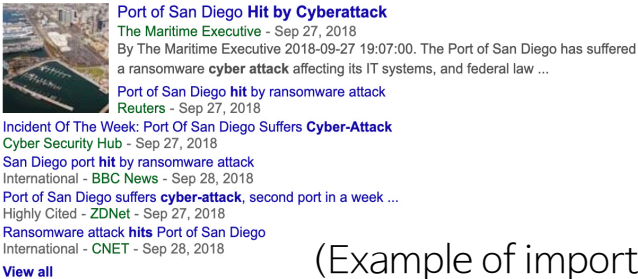 Port of San Diego Hit by Cyberattack
The Maritime Executive - Sep 27, 2018
By The Maritime Executive 2018-09-27 19:07:00. The Port of San Diego has suffered
a ransomware cyber attack affecting its IT systems, and federal law ...
Port of San Diego hit by ransomware attack
Reuters - Sep 27, 2018
Incident Of The Week: Port Of San Diego Suffers Cyber-Attack
Cyber Security Hub - Sep 27, 2018
San Diego port hit by ransomware attack
International - BBC News - Sep 28, 2018
Port of San Diego suffers cyber-attack, second port in a week ...
Highly Cited - ZDNet - Sep 27, 2018
Ransomware attack hits Port of San Diego
International - CNET - Sep 28, 2018
View all
(Example of import